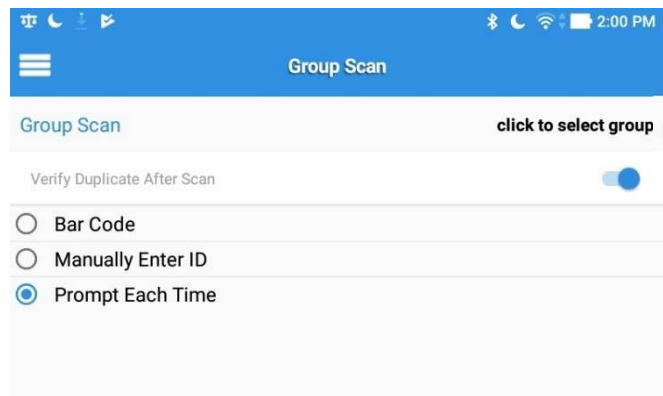 2:00 PM
Group Scan
Group Scan click to select group
Verify Duplicate After Scan
Bar Code
Manually Enter ID
Prompt Each Time